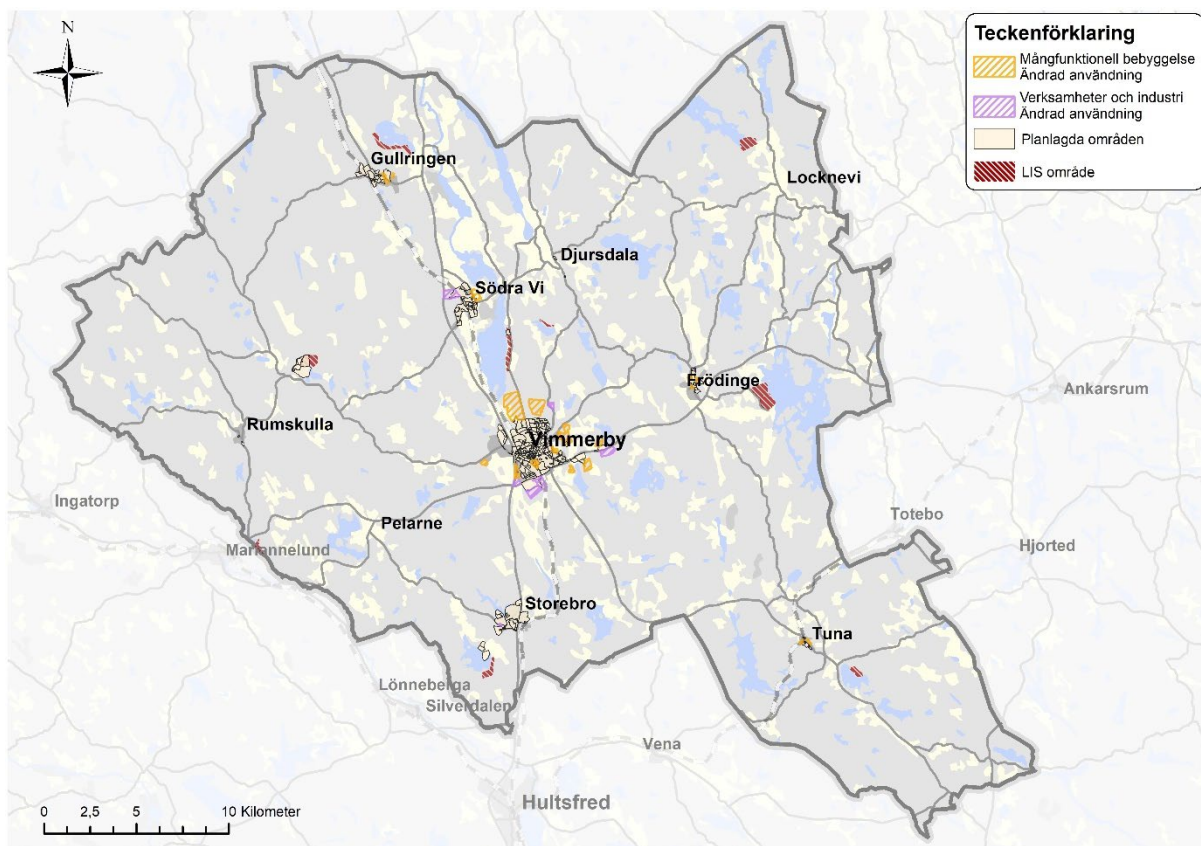 N
Teckenförklaring
Mångfunktionell bebyggelse
Ändrad användning
Verksamheter och industri
Ändrad användning
Planlagda områden
LIS område
Gullringen
Locknevi
Djursdala
Södra Vi
Frödinge
Ankarsrum
Rumskulla
Vimmerby
Ingatorp
Totebo
Pelarne
Hjorted
Mariannelund
Storebro
Tuna
Lönneberga
Silverdalen
Vena
Hultsfred
0 2,5 5 10 Kilometer